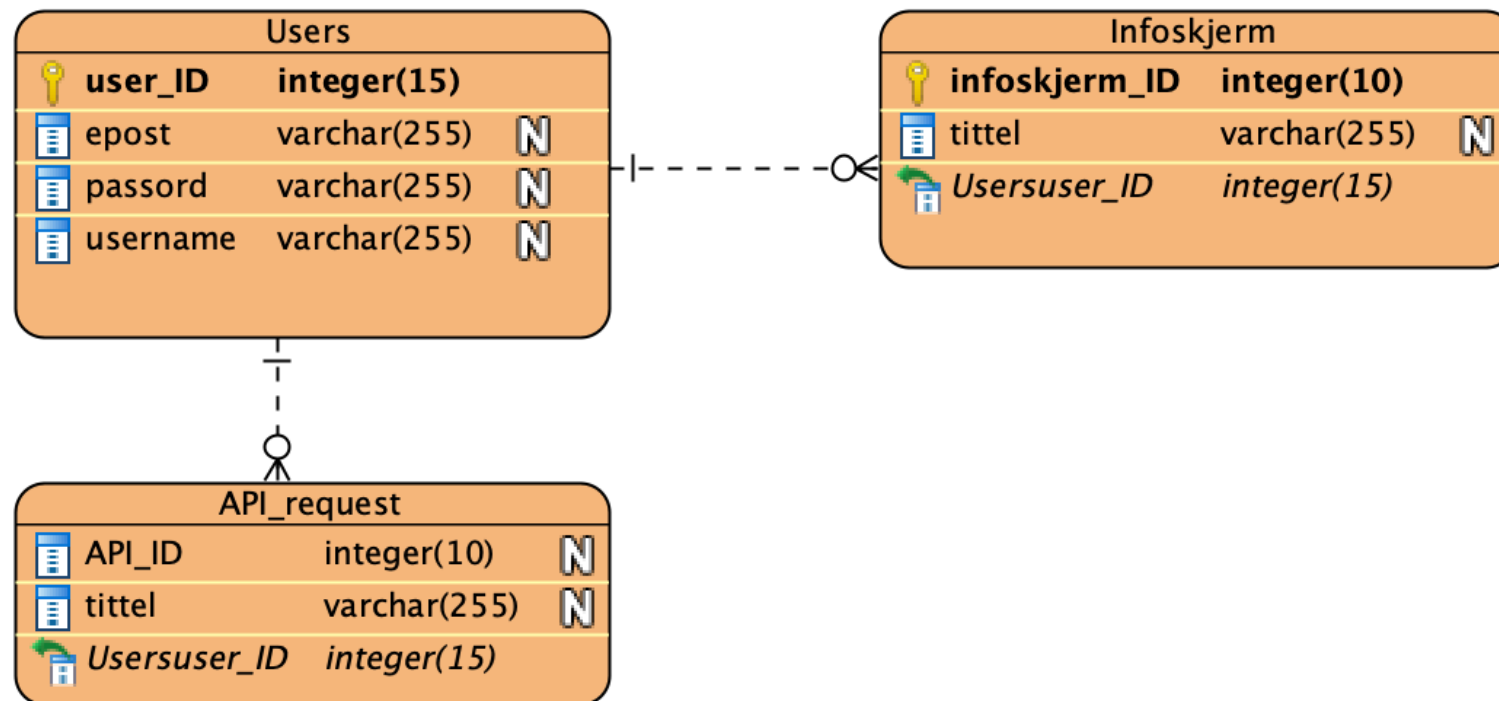 Users
user_ID integer(15)
epost varchar(255) N
passord varchar(255) N
username varchar(255) N
Infoskjerm
infoskjerm_ID integer(10)
tittel varchar(255) N
Usersuser_ID integer(15)
API_request
API_ID integer(10) N
tittel varchar(255) N
Usersuser_ID integer(15)